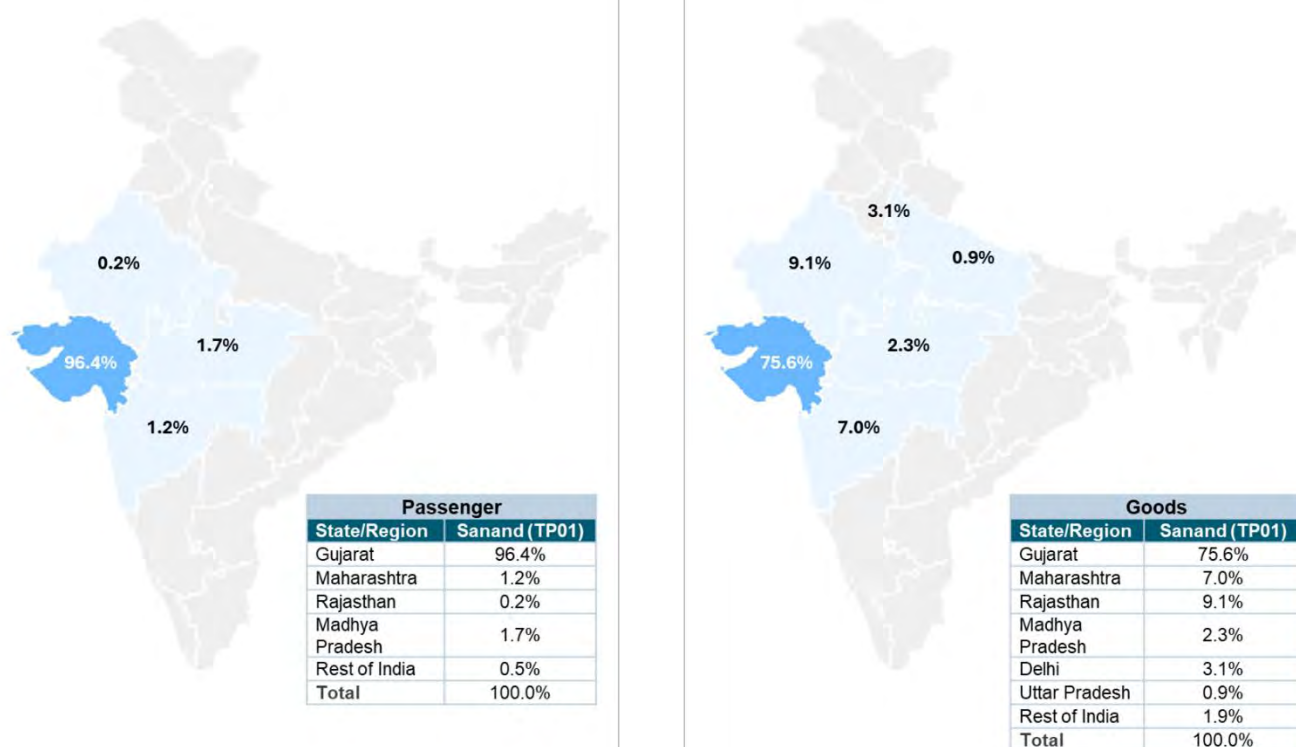 0.2%
1.7%
96.4%
1.2%
Passenger
State/Region Sanand (TP01)
Gujarat 96.4%
Maharashtra 1.2%
Rajasthan 0.2%
Madhya
Pradesh 1.7%
Rest of India 0.5%
Total 100.0%
3.1%
9.1% 0.9%
2.3%
75.6%
7.0%
Goods
State/Region Sanand (TP01)
Gujarat 75.6%
Maharashtra 7.0%
Rajasthan 9.1%
Madhya
Pradesh 2.3%
Delhi 3.1%
Uttar Pradesh 0.9%
Rest of India 1.9%
Total 100.0%